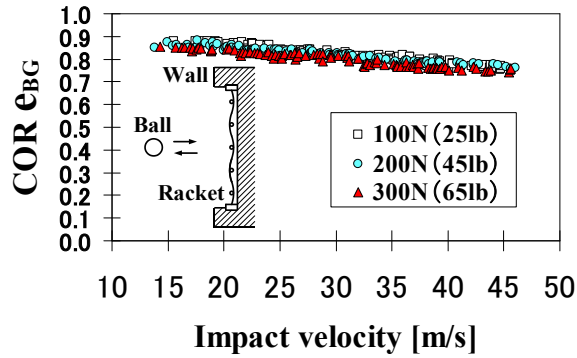 COR eBG
1.0
0.9
0.8
0.7
0.6
0.5
0.4
0.3
0.2
0.1
0.0
Wall
Ball
Racket
100N (25lb)
200N (45lb)
300N (65lb)
10 15 20 25 30 35 40 45 50
Impact velocity [m/s]